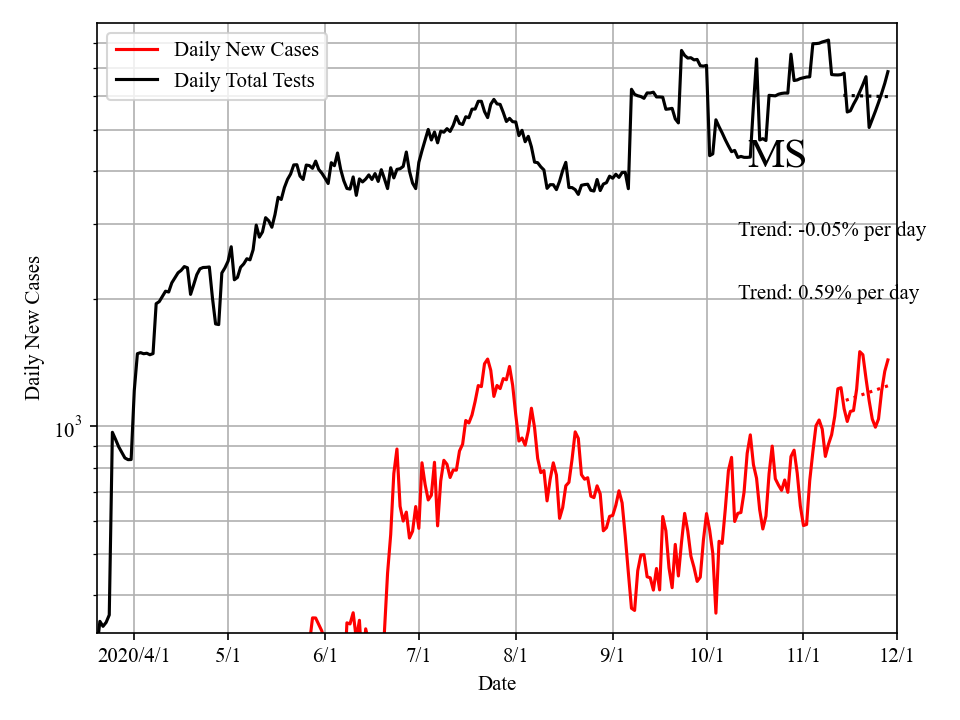 Daily New Cases
Daily Total Tests
MS
Trend: -0.05% per day
Trend: 0.59% per day
Daily New Cases
10³
2020/4/1 5/1 6/1 7/1 8/1 9/1 10/1 11/1 12/1
Date